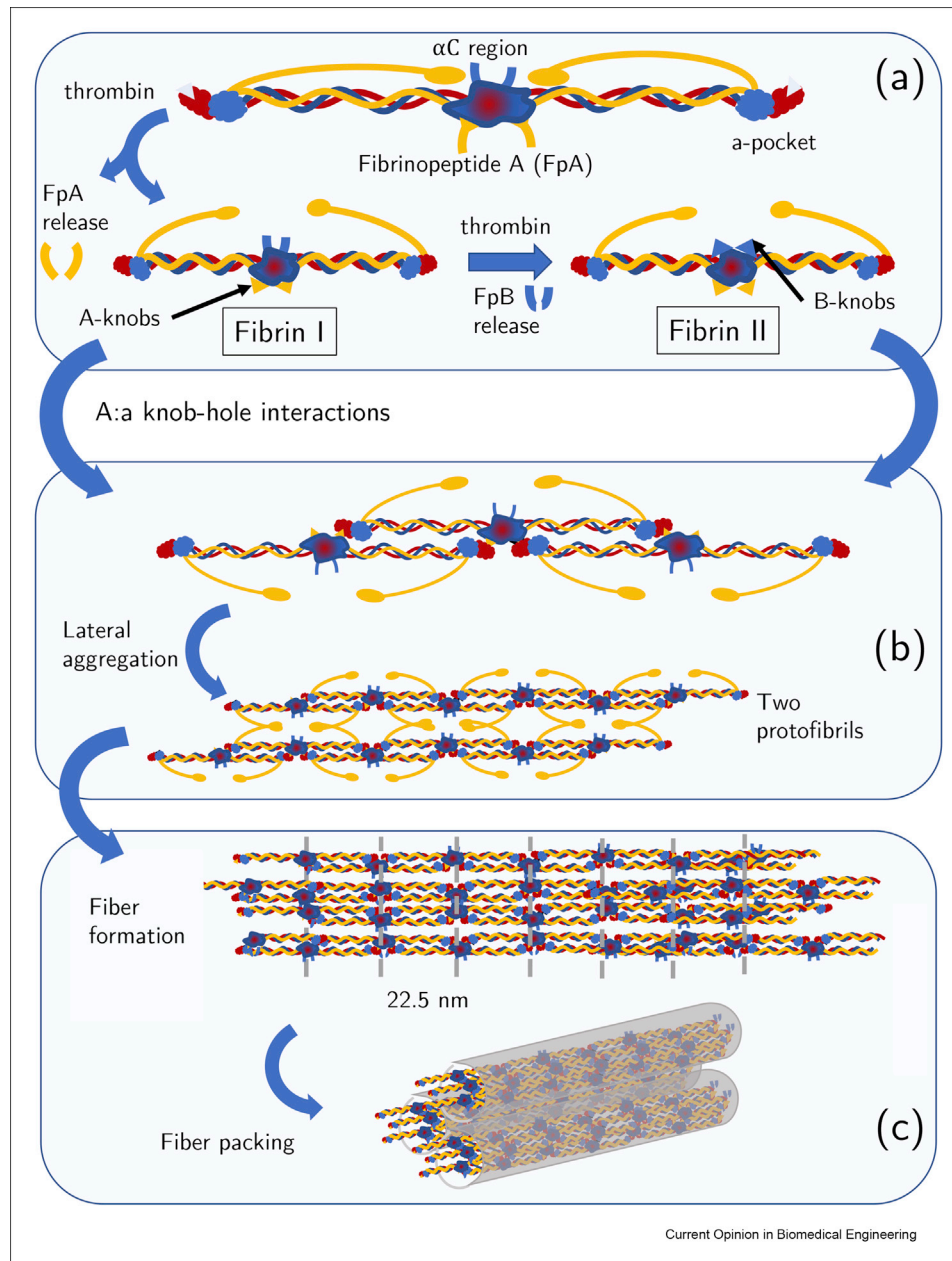 αC region
(a)
thrombin
a-pocket
Fibrinopeptide A (FpA)
FpA
release
thrombin
FpB
release
A-knobs
B-knobs
Fibrin I
Fibrin II
A:a knob-hole interactions
Lateral
aggregation
(b)
Two
protofibrils
Fiber
formation
22.5 nm
Fiber packing
(c)
Current Opinion in Biomedical Engineering